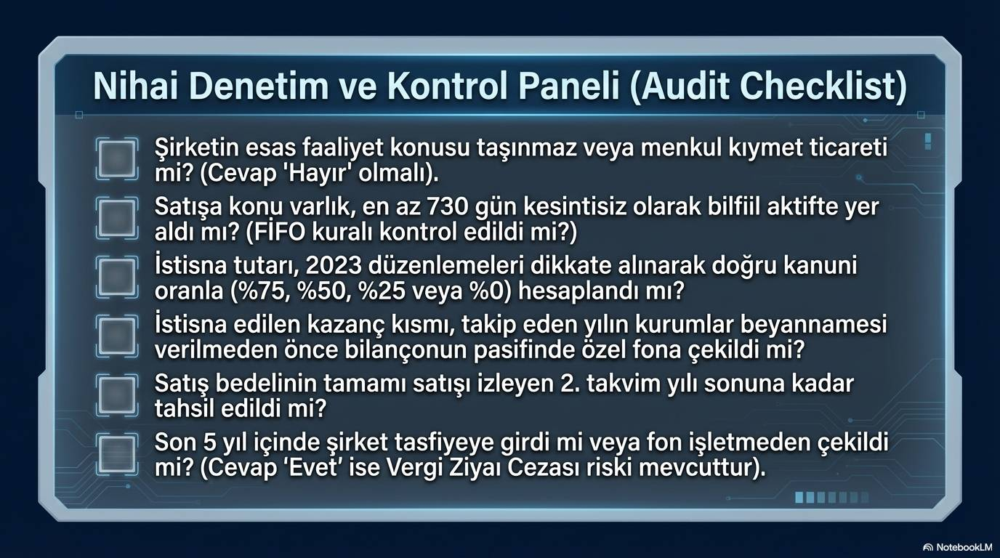 Nihai Denetim ve Kontrol Paneli (Audit Checklist)
Şirketin esas faaliyet konusu taşınmaz veya menkul kıymet ticareti
mi? (Cevap 'Hayır' olmalı).
Satışa konu varlık, en az 730 gün kesintisiz olarak bilfiil aktifte yer
aldı mı? (FİFO kuralı kontrol edildi mi?)
İstisna tutarı, 2023 düzenlemeleri dikkate alınarak doğru kanuni
oranla (%75, %50, %25 veya %0) hesaplandı mı?
İstisna edilen kazanç kısmı, takip eden yılın kurumlar beyannamesi
verilmeden önce bilançonun pasifinde özel fona çekildi mi?
Satış bedelinin tamamı satışı izleyen 2. takvim yılı sonuna kadar
tahsil edildi mi?
Son 5 yıl içinde şirket tasfiyeye girdi mi veya fon işletmeden çekildi
mi? (Cevap ‘Evet’ ise Vergi Ziyaı Cezası riski mevcuttur).
NotebookLM